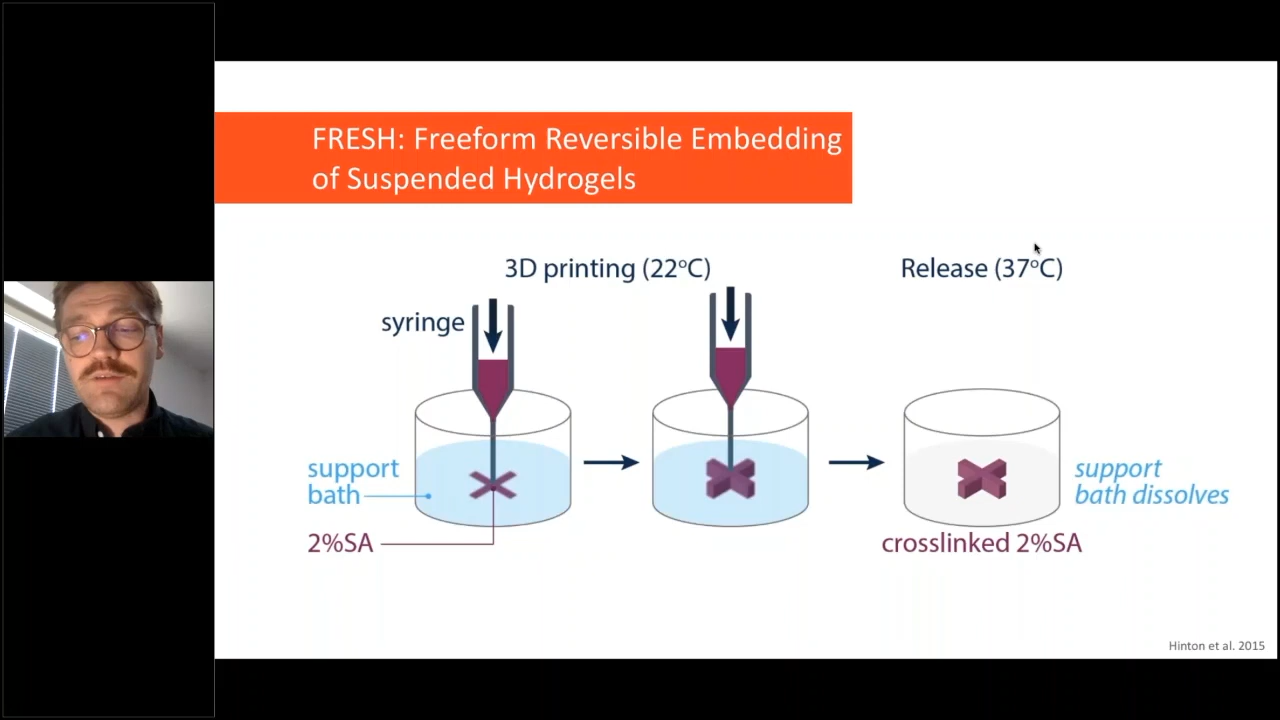 FRESH: Freeform Reversible Embedding
of Suspended Hydrogels
3D printing (22°C)
Release (37°C)
syringe
support
bath
2%SA
support
bath dissolves
crosslinked 2%SA
Hinton et al. 2015